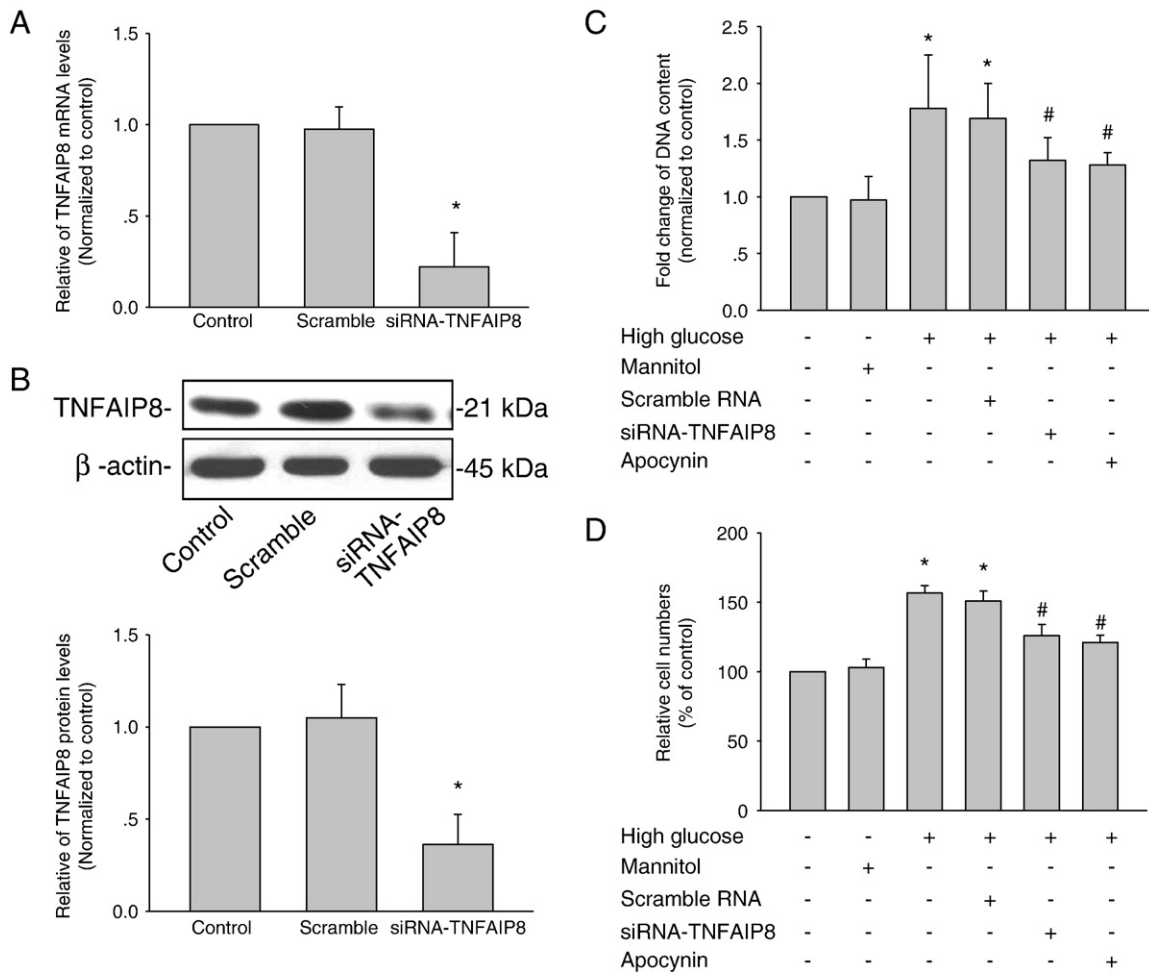 A
Relative of TNFAIP8 mRNA levels
(Normalized to control)
1.5
1.0
.5
0.0
*
Control Scramble siRNA-TNFAIP8
B
TNFAIP8- -21 kDa
β -actin- -45 kDa
Control
Scramble
siRNA-
TNFAIP8
Relative of TNFAIP8 protein levels
(Normalized to control)
1.5
1.0
.5
0.0
*
Control Scramble siRNA-TNFAIP8
C
Fold change of DNA content
(normalized to control)
2.5
2.0
1.5
1.0
.5
0.0
* * # #
High glucose - - + + + +
Mannitol - + - - - -
Scramble RNA - - - + - -
siRNA-TNFAIP8 - - - - + -
Apocynin - - - - - +
D
Relative cell numbers
(% of control)
200
150
100
50
0
* * # #
High glucose - - + + + +
Mannitol - + - - - -
Scramble RNA - - - + - -
siRNA-TNFAIP8 - - - - + -
Apocynin - - - - - +